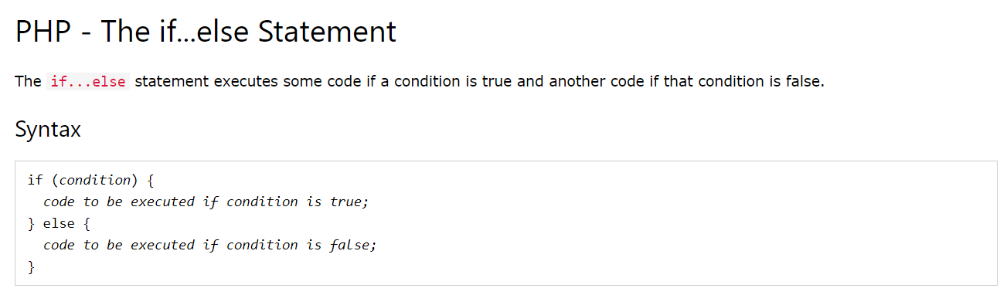 PHP - The if...else Statement
The if...else statement executes some code if a condition is true and another code if that condition is false.
Syntax
if (condition) {
  code to be executed if condition is true;
} else {
  code to be executed if condition is false;
}